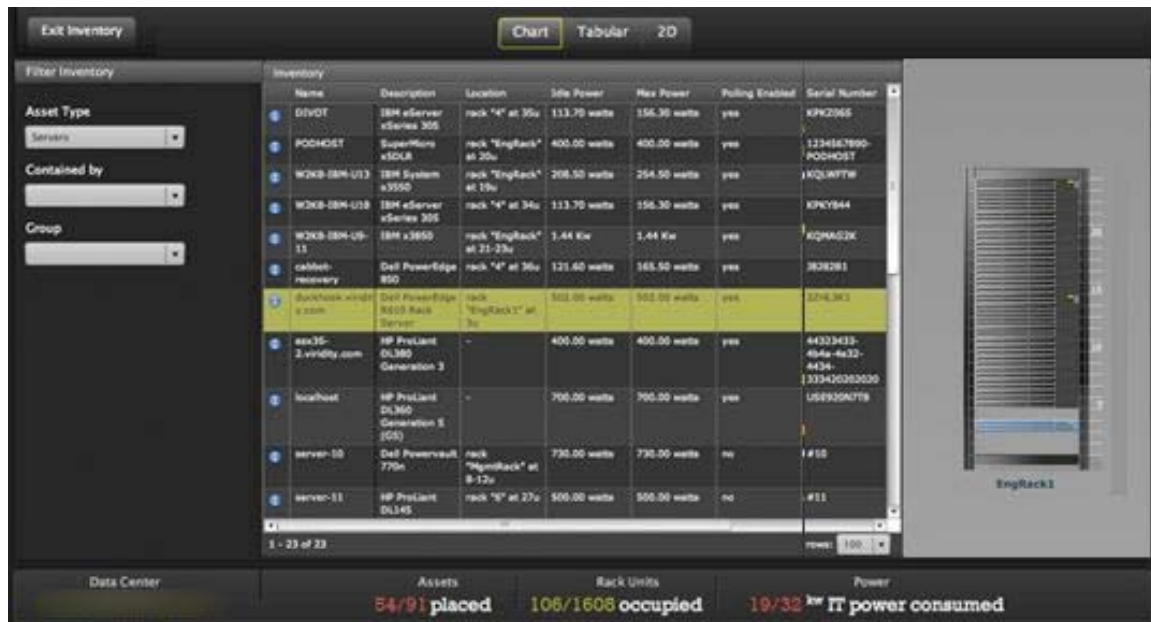 Exit Inventory
Chart Tabular 2D
Filter Inventory
Asset Type
Servers
Contained by
Group
Inventory
Name Description Location Idle Power Max Power Polling Enabled Serial Number
DIVOT IBM eServer xSeries 305 rack "4" at 35u 113.70 watts 156.30 watts yes KPKZ065
PODHOST SuperMicro rack "EngRack" at 20u 400.00 watts 400.00 watts yes 1234567890-PODHOST
W2K8-IBM-U13 IBM System x3550 rack "EngRack" at 19u 208.50 watts 254.50 watts yes KQLWFTW
W2K8-IBM-U18 IBM eServer xSeries 305 rack "4" at 34u 113.70 watts 156.30 watts yes KPKYB44
W2K8-IBM-U9-11 IBM x3850 rack "EngRack" at 21-23u 1.44 Kw 1.44 Kw yes KQMAG2K
cabbot-recovery Dell PowerEdge 850 rack "4" at 36u 121.60 watts 165.50 watts yes
duckhook.viridity.com Dell PowerEdge R610 Rack Server rack "EngRack1" at 3u 502.00 watts 502.00 watts yes
esx35-2.viridity.com HP ProLiant DL380 Generation 3 - 400.00 watts 400.00 watts yes 44323433-4b4a-4a32-4434-333420202020
localhost HP ProLiant DL360 Generation 5 (G5) - 700.00 watts 700.00 watts yes USE920N7TB
server-10 Dell Powervault 770n rack "MgmtRack" at 8-12u 730.00 watts 730.00 watts no #10
server-11 HP ProLiant DL145 rack "6" at 27u 500.00 watts 500.00 watts no #11
1 - 23 of 23
rows: 100
20
15
10
5
EngRack1
Data Center Assets Rack Units Power
54/91 placed 106/1608 occupied 19/32 kw IT power consumed